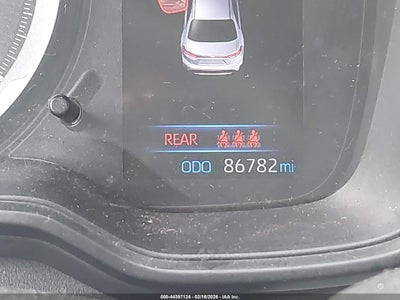 REAR
ODO 86782 mi
000-44397124 - 02/16/2026 - IAA Inc.